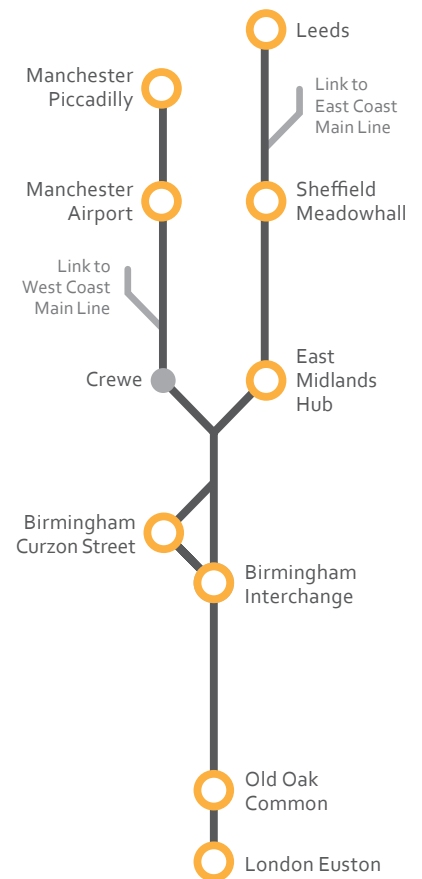 Leeds
Manchester
Piccadilly
Link to
East Coast
Main Line
Manchester
Airport
Sheffield
Meadowhall
Link to
West Coast
Main Line
Crewe
East
Midlands
Hub
Birmingham
Curzon Street
Birmingham
Interchange
Old Oak
Common
London Euston